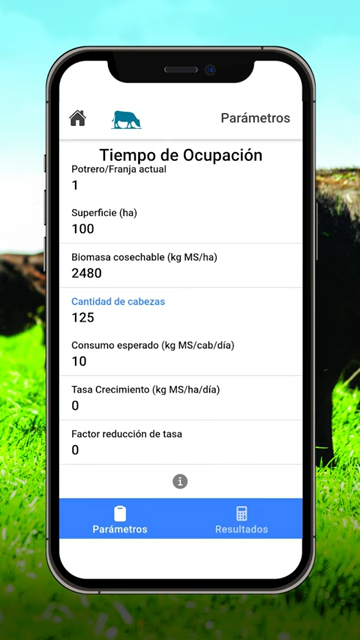 Parámetros
Tiempo de Ocupación
Potrero/Franja actual
1
Superficie (ha)
100
Biomasa cosechable (kg MS/ha)
2480
Cantidad de cabezas
125
Consumo esperado (kg MS/cab/día)
10
Tasa Crecimiento (kg MS/ha/día)
0
Factor reducción de tasa
0
Parámetros
Resultados